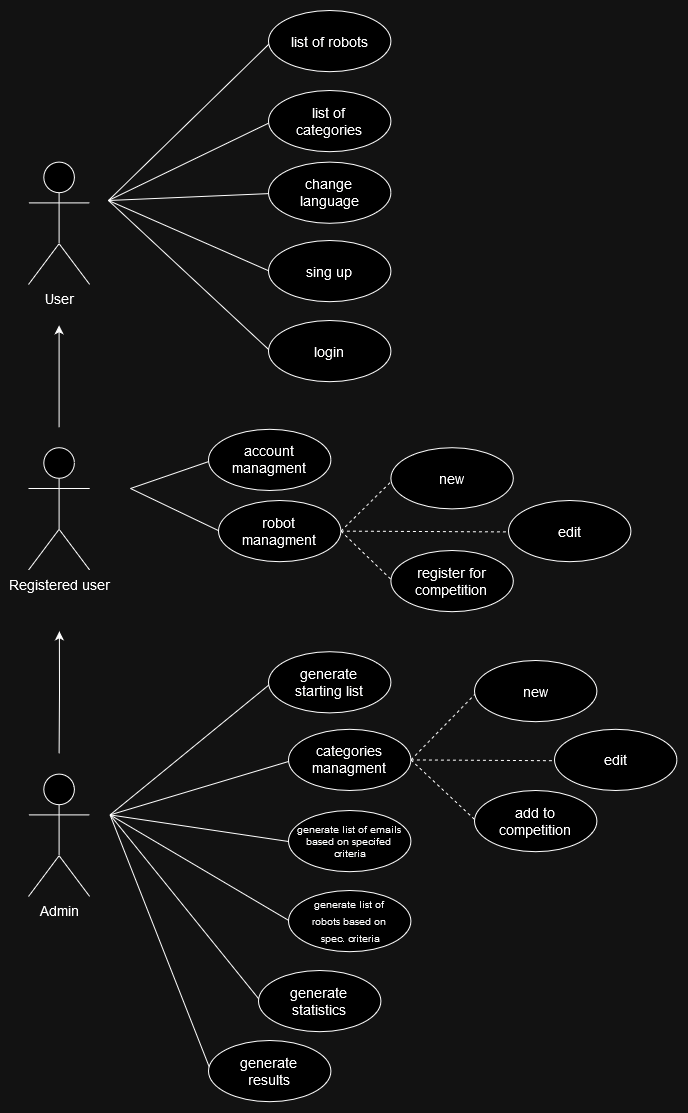 list of robots
list of
categories
change
language
sing up
User
login
account
managment
new
robot
managment
edit
register for
competition
Registered user
generate
starting list
new
categories
managment
edit
add to
competition
generate list of emails
based on specifed
criteria
Admin
generate list of
robots based on
spec. criteria
generate
statistics
generate
results